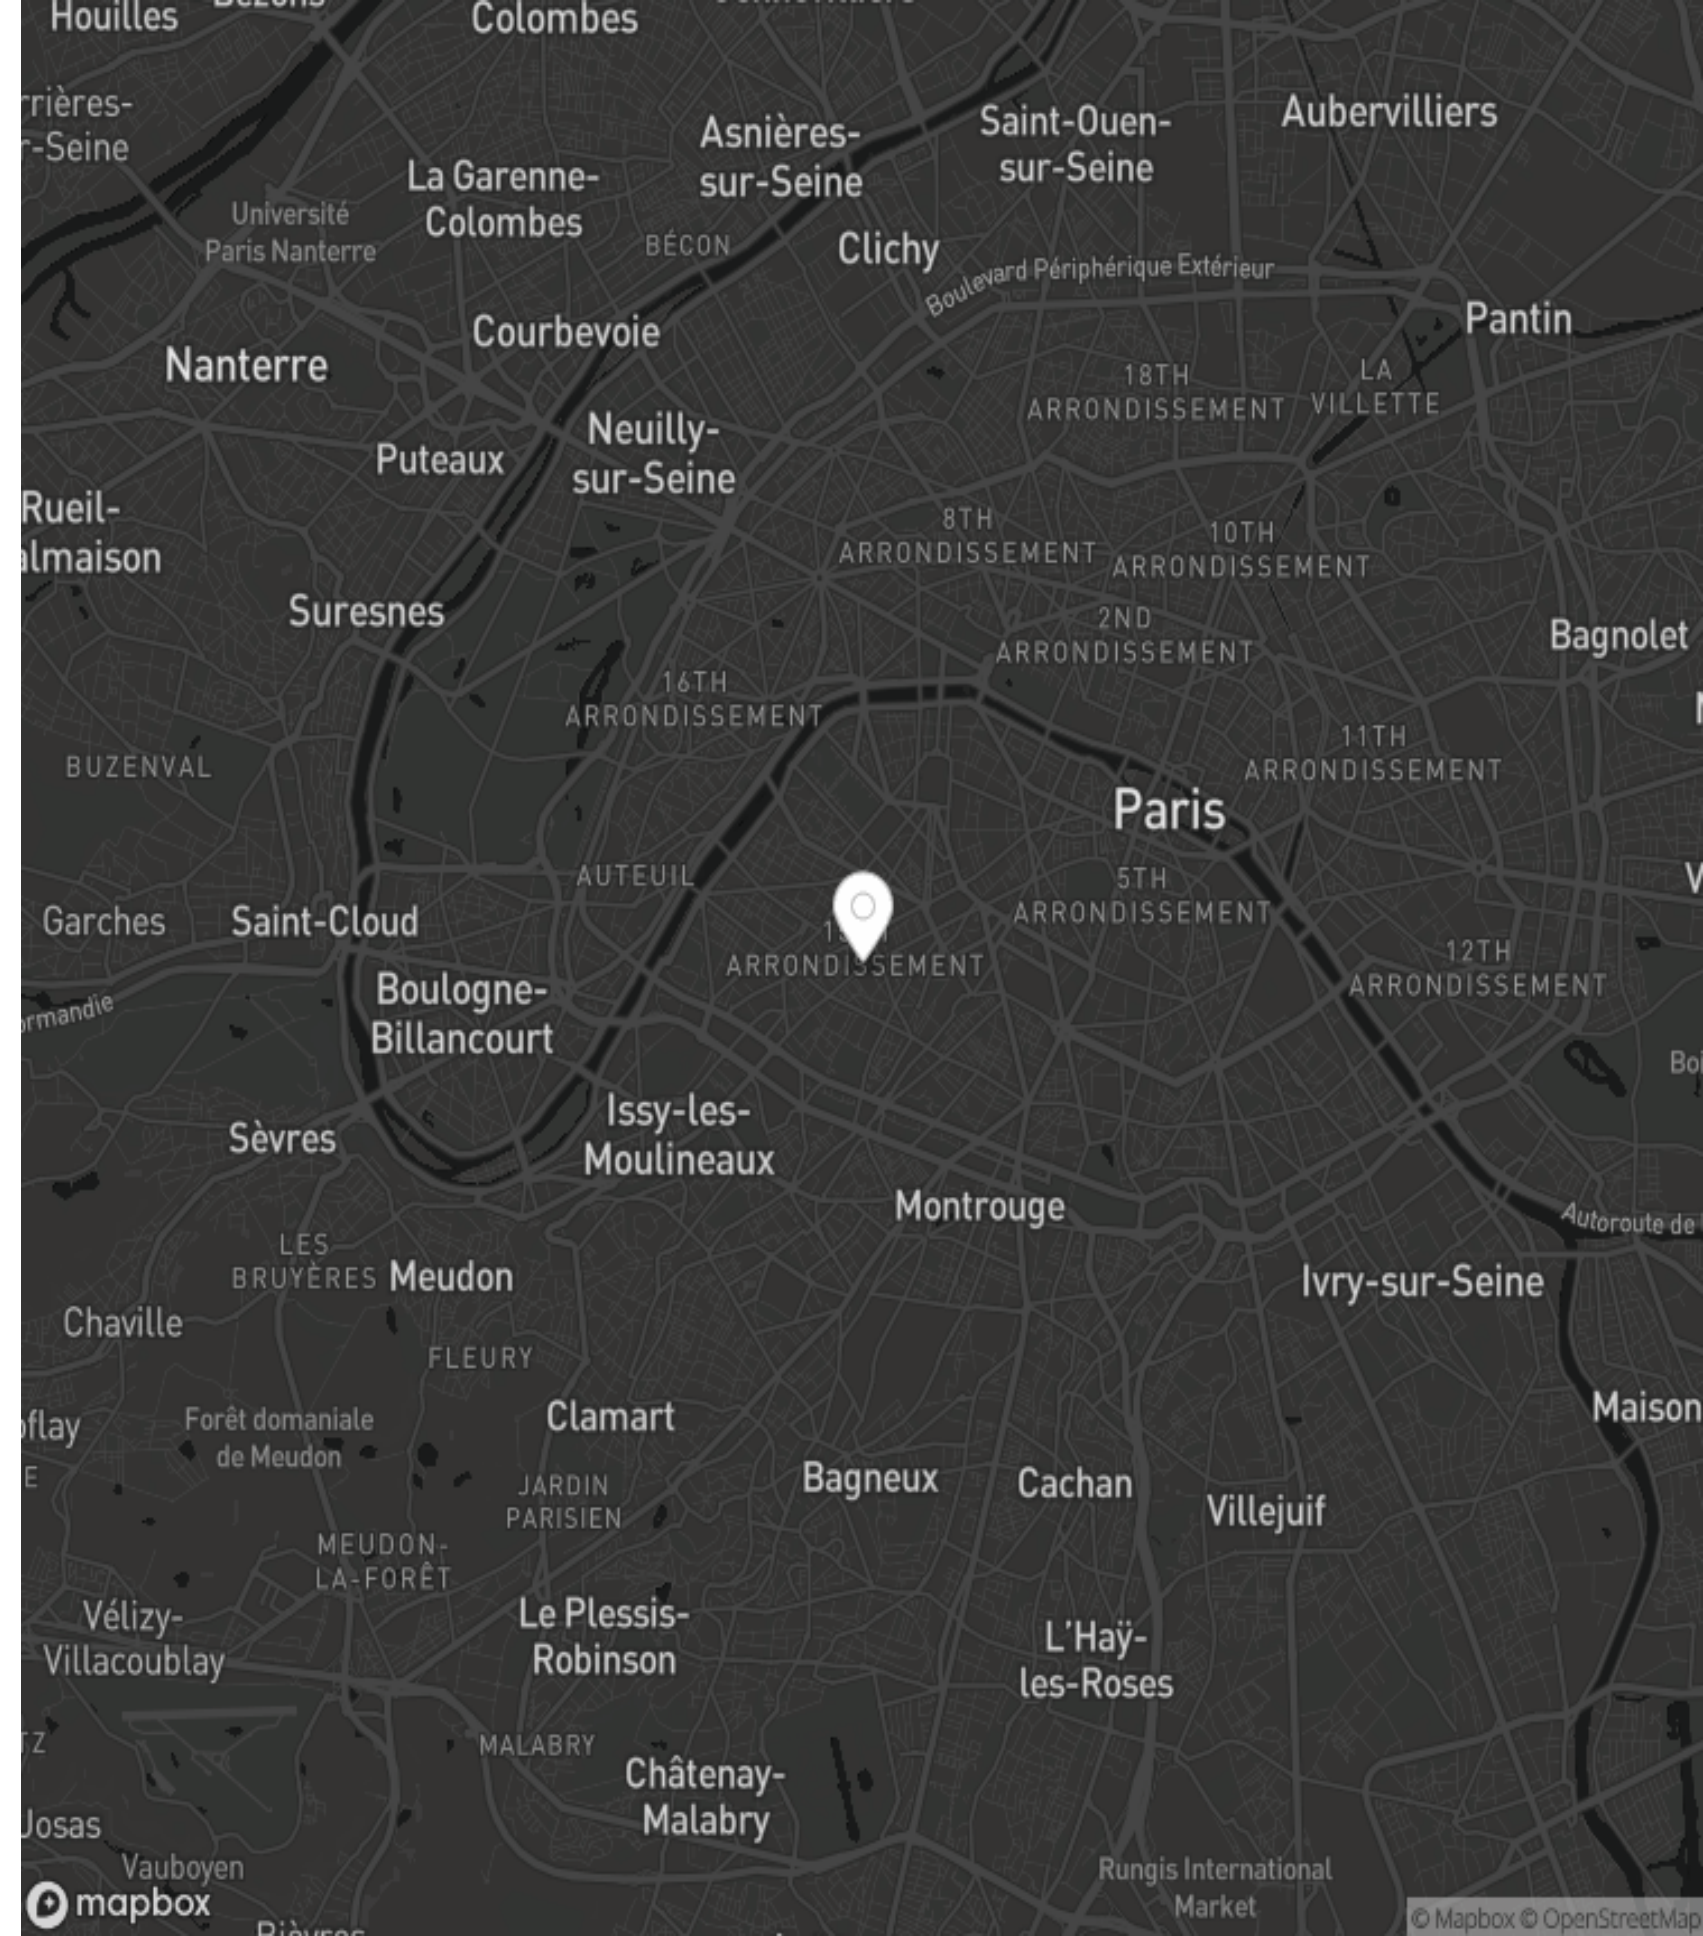 Houilles
Colombes
rrières-
r-Seine
Asnières-
sur-Seine
Saint-Ouen-
sur-Seine
Aubervilliers
La Garenne-
Colombes
Université
Paris Nanterre
BÉCON
Clichy
Boulevard Périphérique Extérieur
Pantin
Courbevoie
Nanterre
18TH
ARRONDISSEMENT
LA
VILLETTE
Neuilly-
sur-Seine
Puteaux
Rueil-
almaison
8TH
ARRONDISSEMENT
10TH
ARRONDISSEMENT
Suresnes
2ND
ARRONDISSEMENT
Bagnolet
16TH
ARRONDISSEMENT
BUZENVAL
11TH
ARRONDISSEMENT
Paris
AUTEUIL
5TH
ARRONDISSEMENT
Garches
Saint-Cloud
ARRONDISSEMENT
12TH
ARRONDISSEMENT
Boulogne-
Billancourt
ormandie
Boi
Issy-les-
Moulineaux
Sèvres
Montrouge
Autoroute de
LES
BRUYÈRES
Meudon
Ivry-sur-Seine
Chaville
FLEURY
Forêt domaniale
de Meudon
Clamart
Maison
oflay
E
JARDIN
PARISIEN
Bagneux
Cachan
Villejuif
MEUDON-
LA-FORÊT
Vélizy-
Villacoublay
Le Plessis-
Robinson
L'Haÿ-
les-Roses
TZ
MALABRY
Châtenay-
Malabry
Josas
Vauboyen
Rungis International
Market
mapbox
© Mapbox © OpenStreetMap